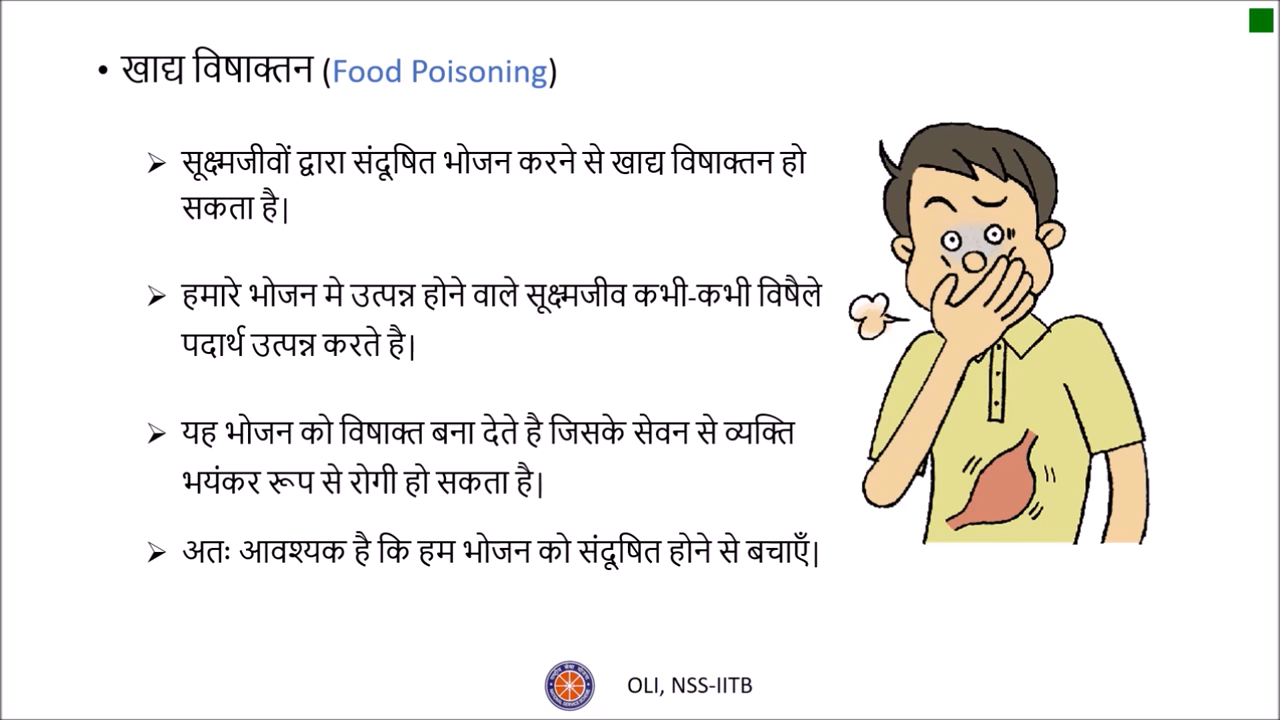 • खाद्य विषाक्तन (Food Poisoning)
➢ सूक्ष्मजीवों द्वारा संदूषित भोजन करने से खाद्य विषाक्तन हो
सकता है।
➢ हमारे भोजन मे उत्पन्न होने वाले सूक्ष्मजीव कभी-कभी विषैले
पदार्थ उत्पन्न करते है।
➢ यह भोजन को विषाक्त बना देते है जिसके सेवन से व्यक्ति
भयंकर रूप से रोगी हो सकता है।
➢ अतः आवश्यक है कि हम भोजन को संदूषित होने से बचाएँ।
OLI, NSS-IITB